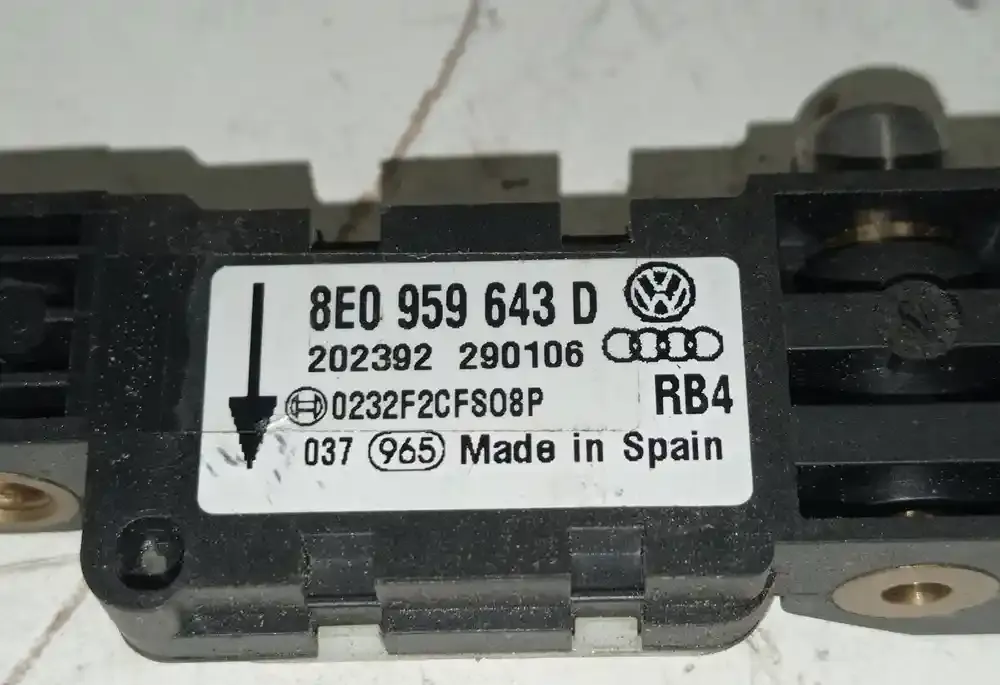 8E0 959 643 D
202392 290106
0232F2CFS08P RB4
037 965 Made in Spain